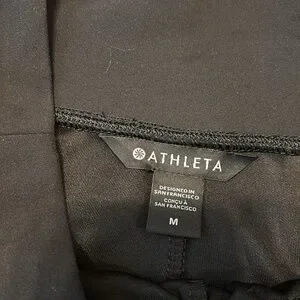 ATHLETA
DESIGNED IN
SAN FRANCISCO
CONÇU À
SAN FRANCISCO
M